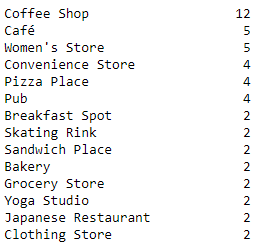 Coffee Shop 12
Café 5
Women's Store 5
Convenience Store 4
Pizza Place 4
Pub 4
Breakfast Spot 2
Skating Rink 2
Sandwich Place 2
Bakery 2
Grocery Store 2
Yoga Studio 2
Japanese Restaurant 2
Clothing Store 2